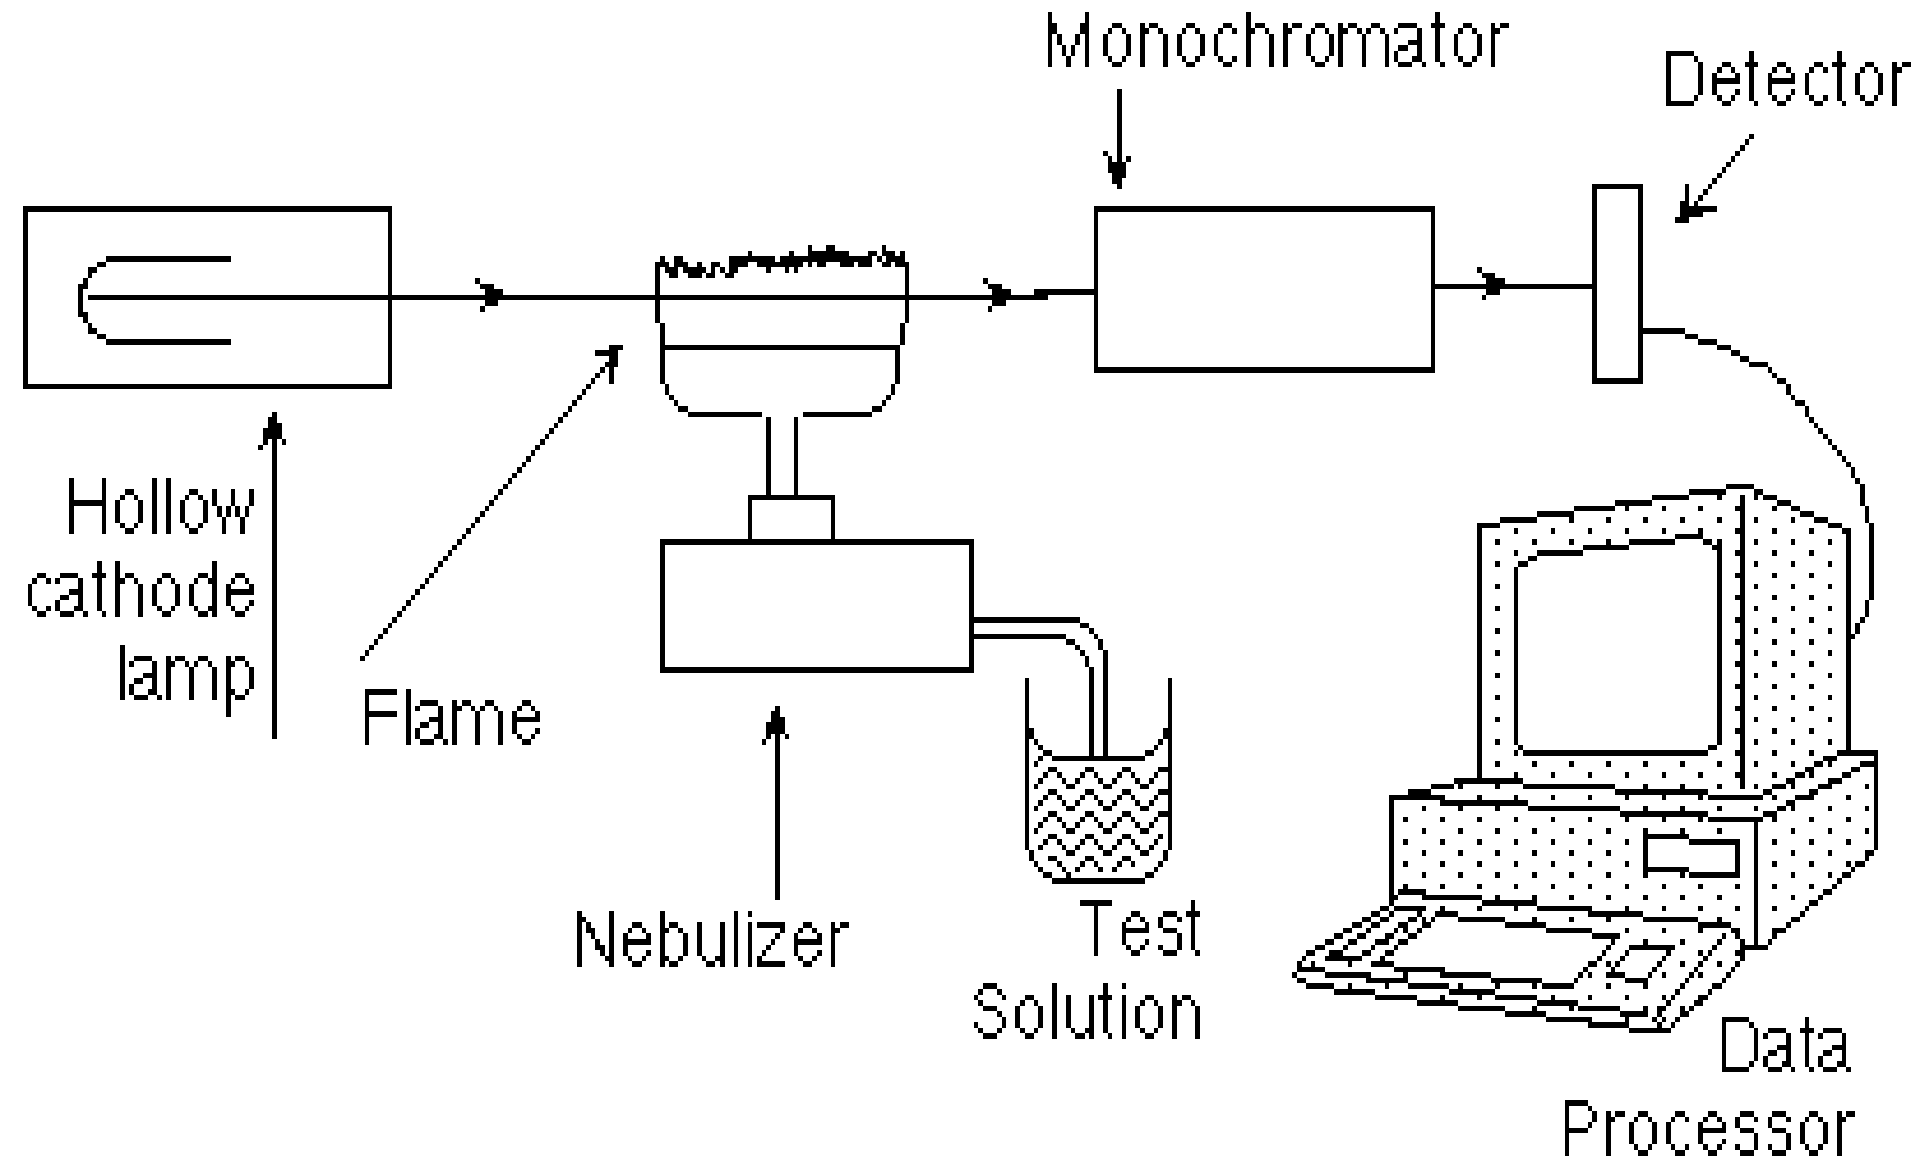 Monochromator
Detector
Hollow
cathode
lamp
Flame
Nebulizer
Test
Solution
Data
Processor